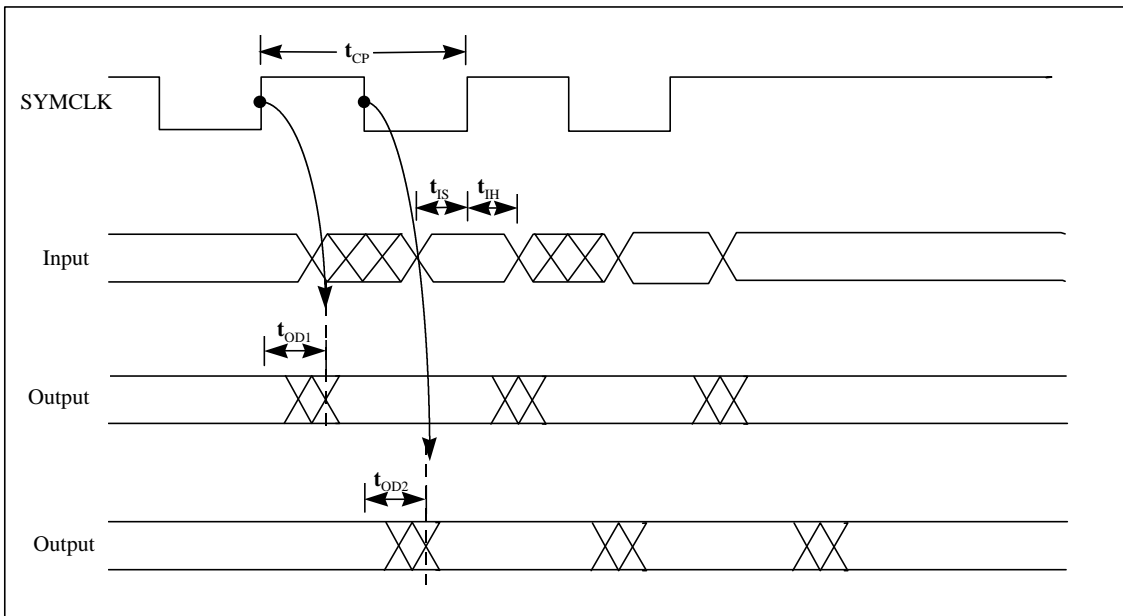 tCP
SYMCLK
tIS
tIH
Input
tOD1
Output
tOD2
Output